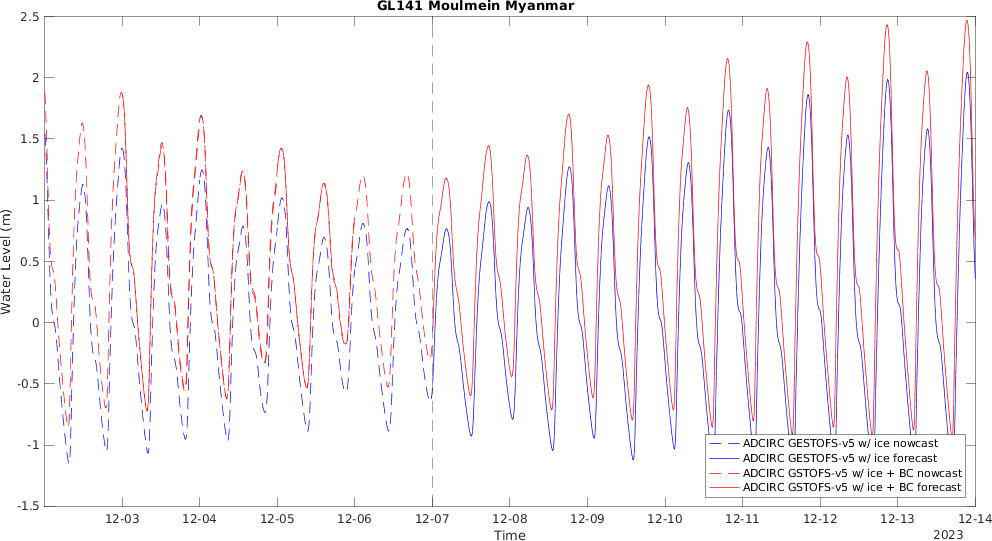 GL141 Moulmein Myanmar
Water Level (m)
2.5
2
1.5
1
0.5
0
-0.5
-1
-1.5
ADCIRC GESTOFS-v5 w/ ice nowcast
ADCIRC GESTOFS-v5 w/ ice forecast
ADCIRC GSTOFS-v5 w/ ice + BC nowcast
ADCIRC GSTOFS-v5 w/ ice + BC forecast
12-03 12-04 12-05 12-06 12-07 12-08 12-09 12-10 12-11 12-12 12-13 12-14
Time
2023